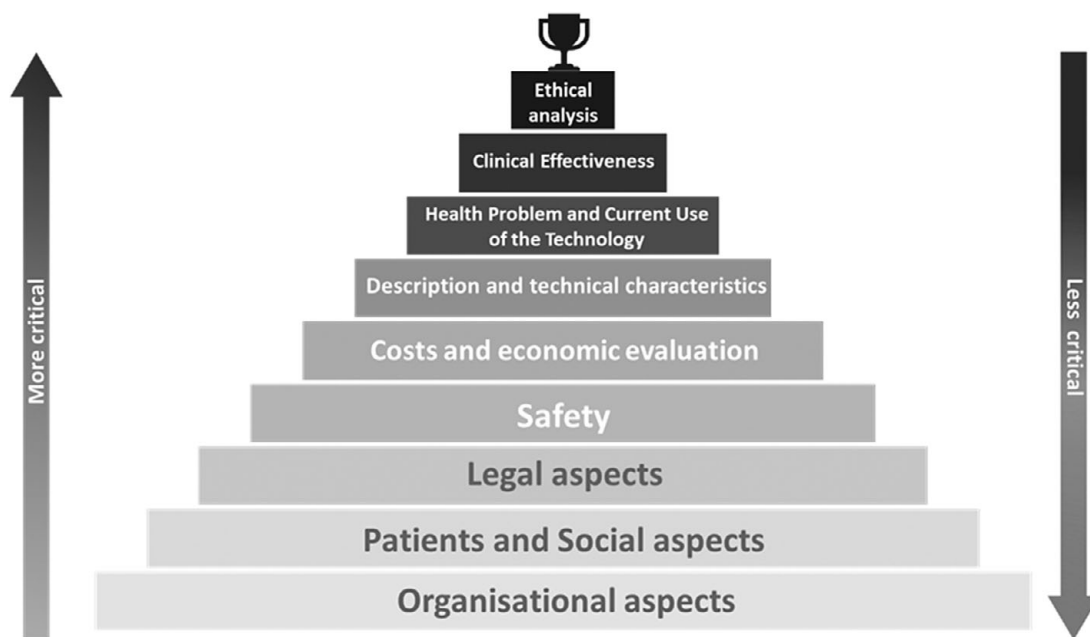 Ethical
analysis
Clinical Effectiveness
Health Problem and Current Use
of the Technology
Description and technical characteristics
Costs and economic evaluation
Safety
Legal aspects
Patients and Social aspects
Organisational aspects
More critical
Less critical